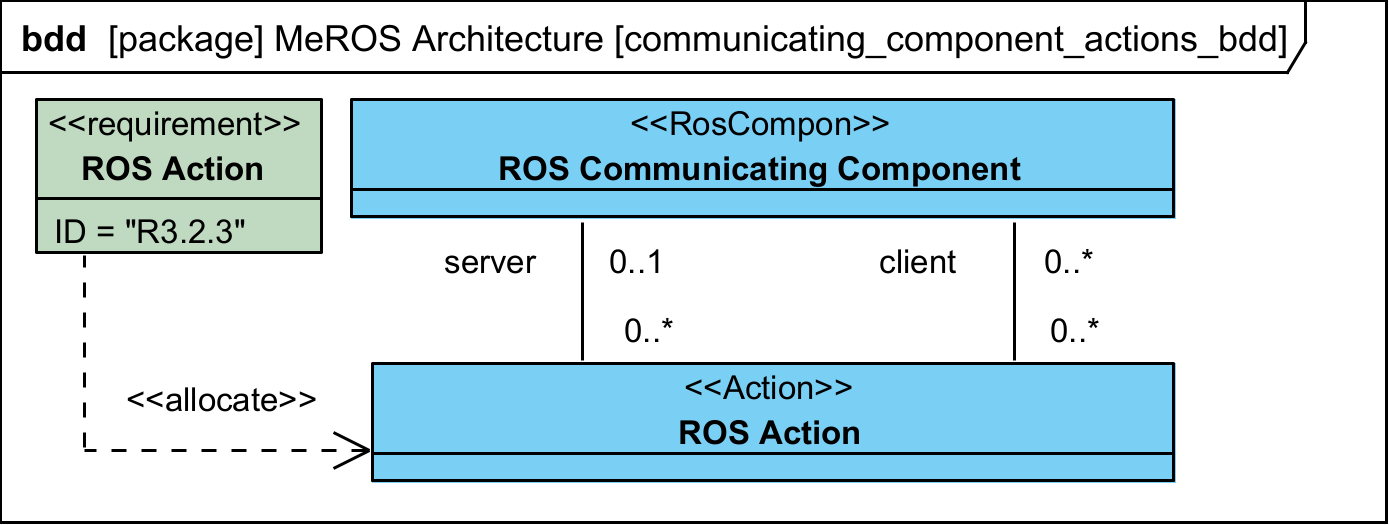 bdd [package] MeROS Architecture [communicating_component_actions_bdd]
<<requirement>>
ROS Action
ID = "R3.2.3"
<<RosCompon>>
ROS Communicating Component
server 0..1 client 0..*
0..* 0..*
<<allocate>>
<<Action>>
ROS Action